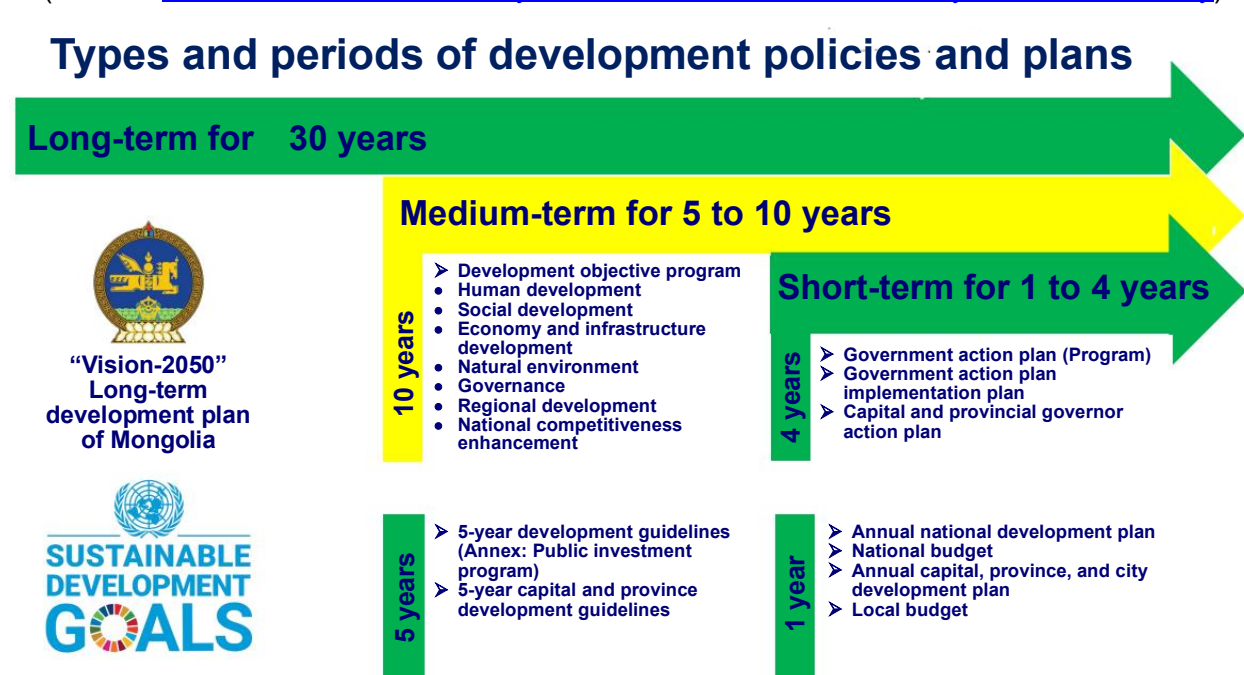 Types and periods of development policies and plans
Long-term for 30 years
Medium-term for 5 to 10 years
Short-term for 1 to 4 years
“Vision-2050”
Long-term
development plan
of Mongolia
SUSTAINABLE
DEVELOPMENT
GOALS
10 years
➢ Development objective program
• Human development
• Social development
• Economy and infrastructure
development
• Natural environment
• Governance
• Regional development
• National competitiveness
enhancement
4 years
➢ Government action plan (Program)
➢ Government action plan
implementation plan
➢ Capital and provincial governor
action plan
5 years
➢ 5-year development guidelines
(Annex: Public investment
program)
➢ 5-year capital and province
development guidelines
1 year
➢ Annual national development plan
➢ National budget
➢ Annual capital, province, and city
development plan
➢ Local budget